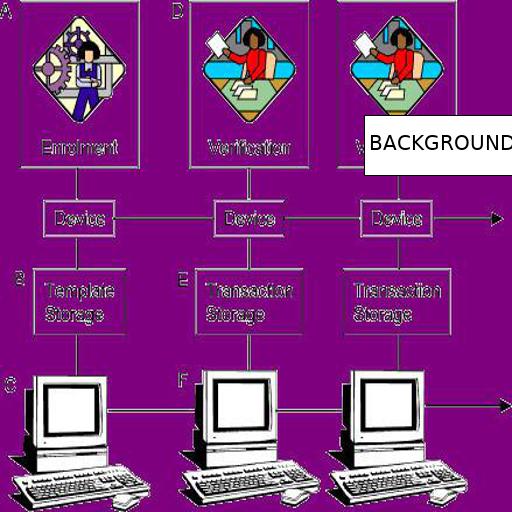 A
D
Enrolment
Verification
V
BACKGROUND
Device
Device
Device
B
E
Template
Storage
Transaction
Storage
Transaction
Storage
C
F